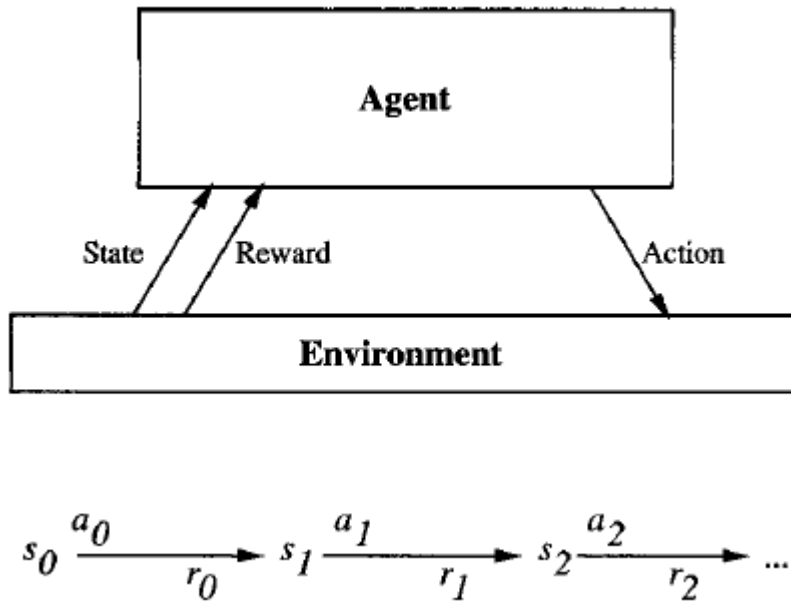 Agent
State Reward Action
Environment
s0 a0 r0 s1 a1 r1 s2 a2 r2 ...